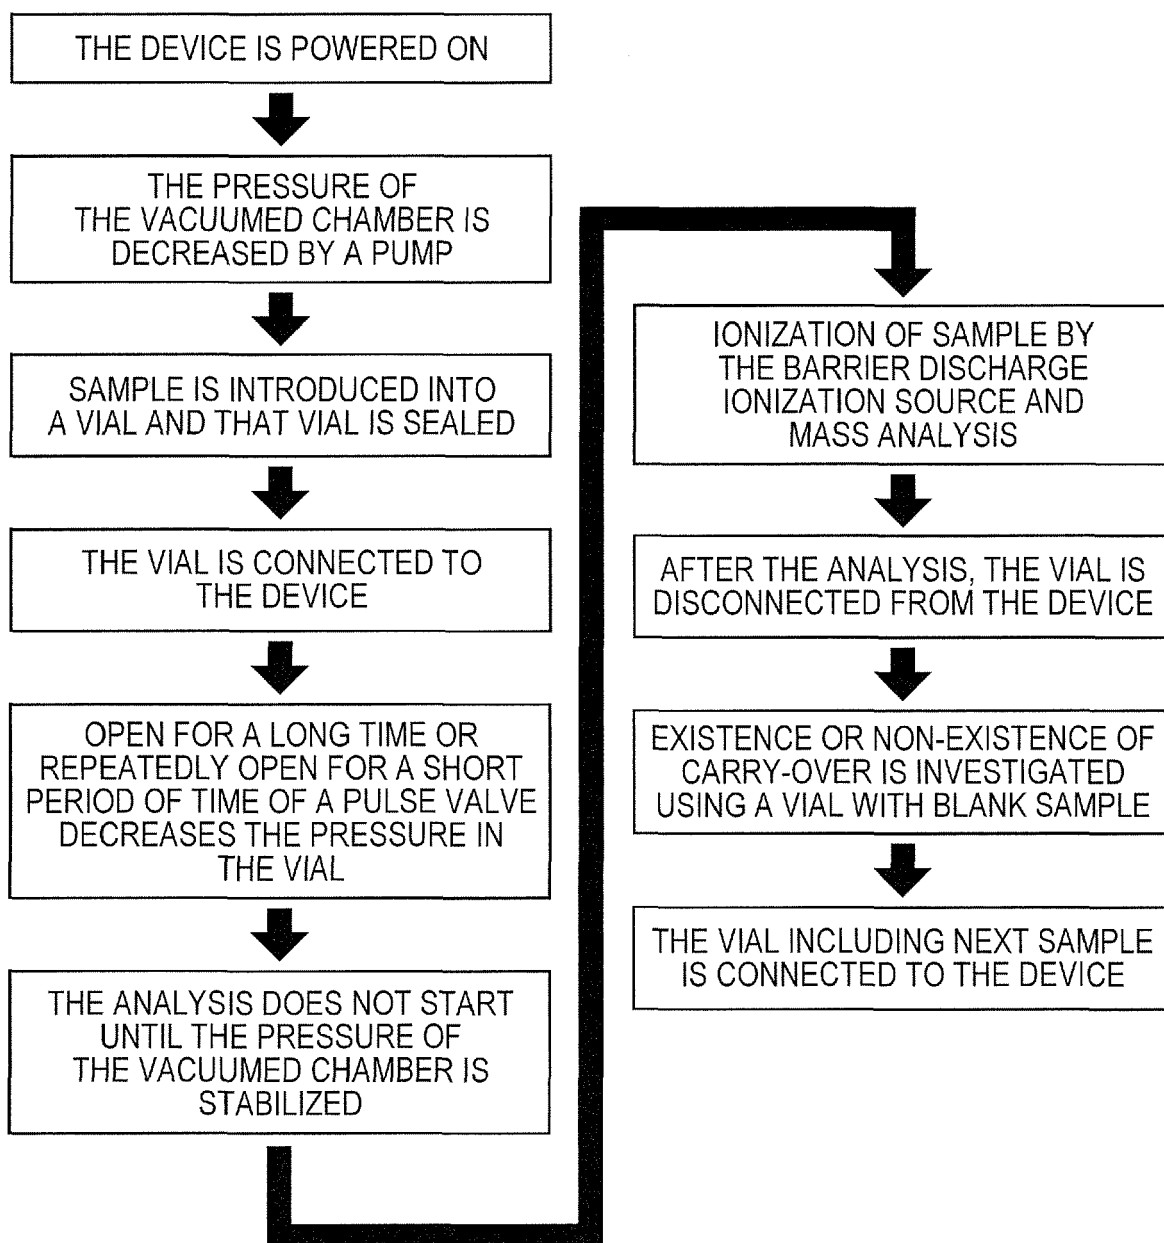 THE DEVICE IS POWERED ON
THE PRESSURE OF
THE VACUUMED CHAMBER IS
DECREASED BY A PUMP
SAMPLE IS INTRODUCED INTO
A VIAL AND THAT VIAL IS SEALED
THE VIAL IS CONNECTED TO
THE DEVICE
OPEN FOR A LONG TIME OR
REPEATEDLY OPEN FOR A SHORT
PERIOD OF TIME OF A PULSE VALVE
DECREASES THE PRESSURE IN
THE VIAL
THE ANALYSIS DOES NOT START
UNTIL THE PRESSURE OF
THE VACUUMED CHAMBER IS
STABILIZED
IONIZATION OF SAMPLE BY
THE BARRIER DISCHARGE
IONIZATION SOURCE AND
MASS ANALYSIS
AFTER THE ANALYSIS, THE VIAL IS
DISCONNECTED FROM THE DEVICE
EXISTENCE OR NON-EXISTENCE OF
CARRY-OVER IS INVESTIGATED
USING A VIAL WITH BLANK SAMPLE
THE VIAL INCLUDING NEXT SAMPLE
IS CONNECTED TO THE DEVICE